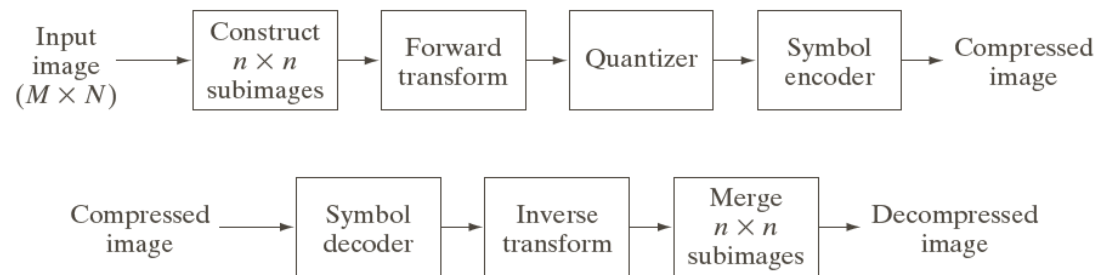 Input
image
(M × N)
Construct
n × n
subimages
Forward
transform
Quantizer
Symbol
encoder
Compressed
image
Compressed
image
Symbol
decoder
Inverse
transform
Merge
n × n
subimages
Decompressed
image